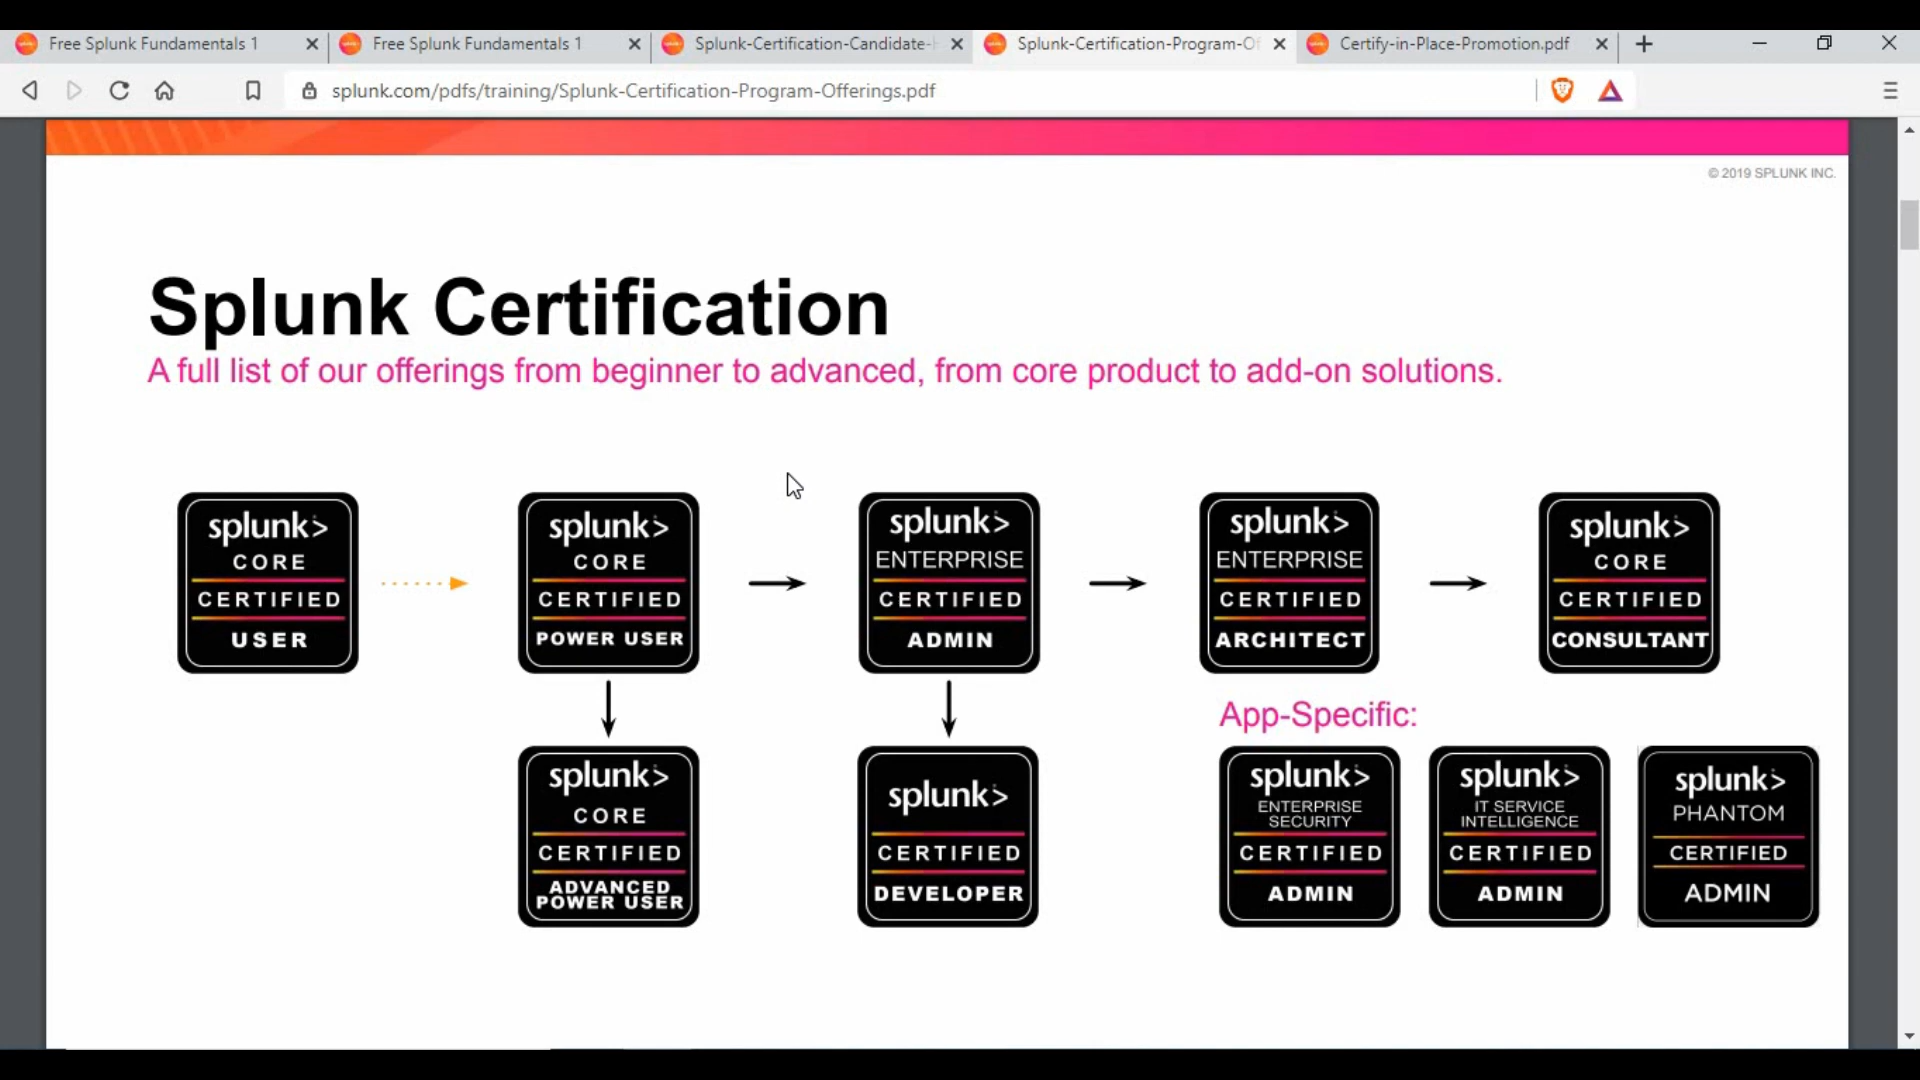 Free Splunk Fundamentals 1
Free Splunk Fundamentals 1
Splunk-Certification-Candidate-
Splunk-Certification-Program-Of
Certify-in-Place-Promotion.pdf
splunk.com/pdfs/training/Splunk-Certification-Program-Offerings.pdf
© 2019 SPLUNK INC.
Splunk Certification
A full list of our offerings from beginner to advanced, from core product to add-on solutions.
splunk>
CORE
CERTIFIED
USER
splunk>
CORE
CERTIFIED
POWER USER
splunk>
ENTERPRISE
CERTIFIED
ADMIN
splunk>
ENTERPRISE
CERTIFIED
ARCHITECT
splunk>
CORE
CERTIFIED
CONSULTANT
splunk>
CORE
CERTIFIED
ADVANCED
POWER USER
splunk>
CERTIFIED
DEVELOPER
App-Specific:
splunk>
ENTERPRISE
SECURITY
CERTIFIED
ADMIN
splunk>
IT SERVICE
INTELLIGENCE
CERTIFIED
ADMIN
splunk>
PHANTOM
CERTIFIED
ADMIN